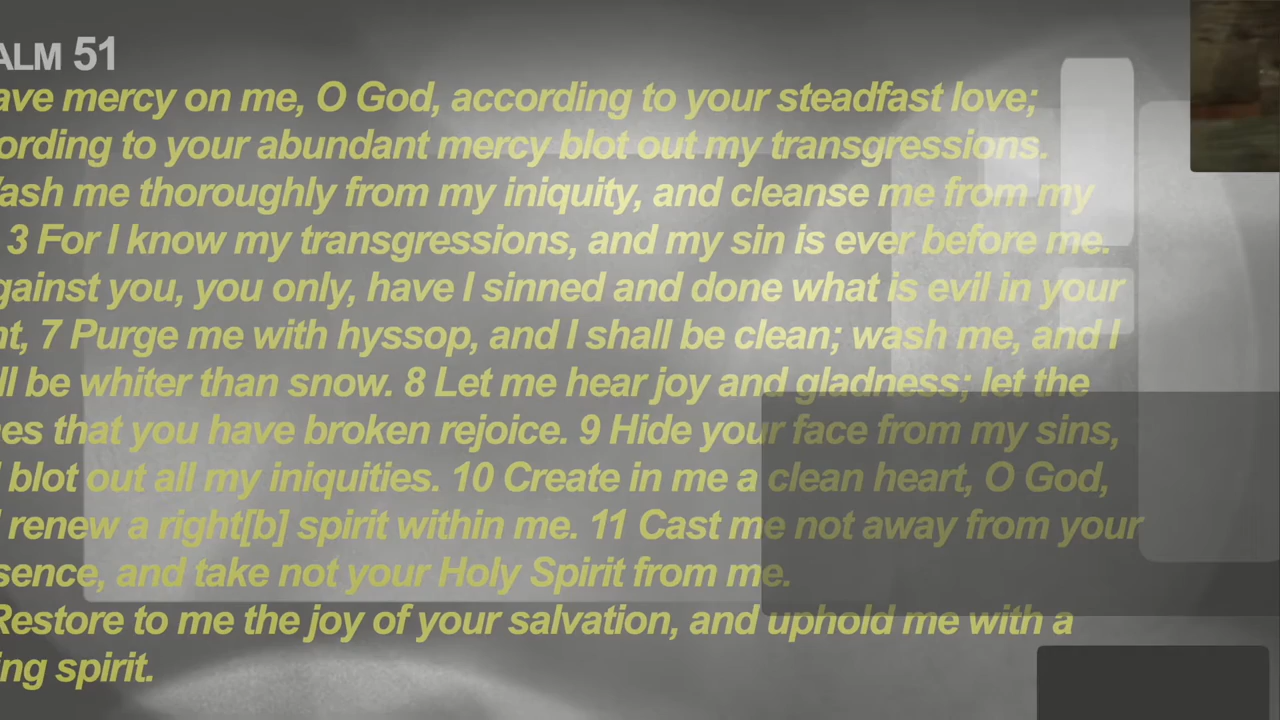 ALM 51
ave mercy on me, O God, according to your steadfast love;
ording to your abundant mercy blot out my transgressions.
ash me thoroughly from my iniquity, and cleanse me from my
3 For I know my transgressions, and my sin is ever before me.
gainst you, you only, have I sinned and done what is evil in your
ht, 7 Purge me with hyssop, and I shall be clean; wash me, and I
ll be whiter than snow. 8 Let me hear joy and gladness; let the
nes that you have broken rejoice. 9 Hide your face from my sins,
blot out all my iniquities. 10 Create in me a clean heart, O God,
renew a right[b] spirit within me. 11 Cast me not away from your
sence, and take not your Holy Spirit from me.
Restore to me the joy of your salvation, and uphold me with a
ing spirit.